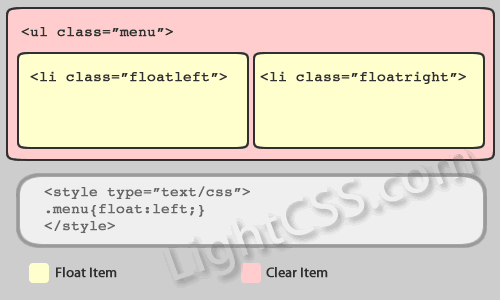 <ul class=”menu”>
<li class=”floatleft”>
<li class=”floatright”>
<style type=”text/css”>
.menu{float:left;}
</style>
LightCSS.com
Float Item
Clear Item